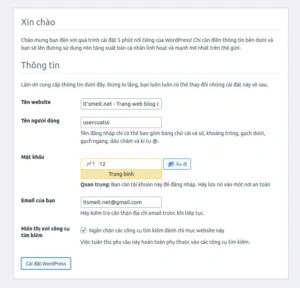 Xin chào
Chào mừng bạn đến với quá trình cài đặt 5 phút nổi tiếng của WordPress! Chỉ cần điền thông tin bên dưới và
bạn sẽ lên đường sử dụng nền tảng xuất bản cá nhân linh hoạt và mạnh mẽ nhất trên thế giới.
Thông tin
Làm ơn cung cấp thông tin dưới đây, đừng lo lắng, bạn luôn luôn có thể thay đổi những cài đặt này về sau.
Tên website
It'smeit.net - Trang web blog c
Tên người dùng
usercuatui
Tên đăng nhập chỉ có thể bao gồm bảng chữ cái và số, khoảng trắng, gạch dưới,
gạch ngang, dấu chấm và kí tự @.
Mật khẩu
Ẩn đi
Trung bình
Quan trọng: Bạn cần tài khoản này để đăng nhập. Hãy lưu nó vào một nơi an toàn
Email của bạn
itsmeit.net@gmail.com
Hãy kiểm tra cẩn thận địa chỉ email trước khi tiếp tục.
Hiển thị với công cụ
tìm kiếm
Ngăn chặn các công cụ tìm kiếm đánh chỉ mục website này
Việc tuân thủ yêu cầu này hoàn toàn phụ thuộc vào các công cụ tìm kiếm.
Cài đặt WordPress